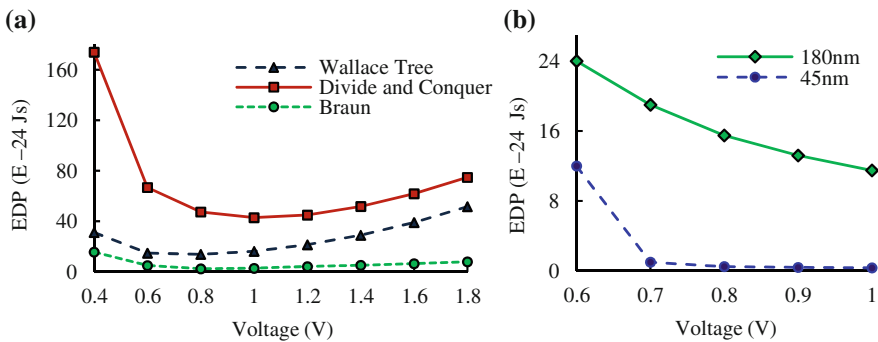 (a)
EDP (E −24 Js)
160
120
80
40
0
Wallace Tree
Divide and Conquer
Braun
0.4 0.6 0.8 1 1.2 1.4 1.6 1.8
Voltage (V)
(b)
EDP (E −24 Js)
24
16
8
0
180nm
45nm
0.6 0.7 0.8 0.9 1
Voltage (V)